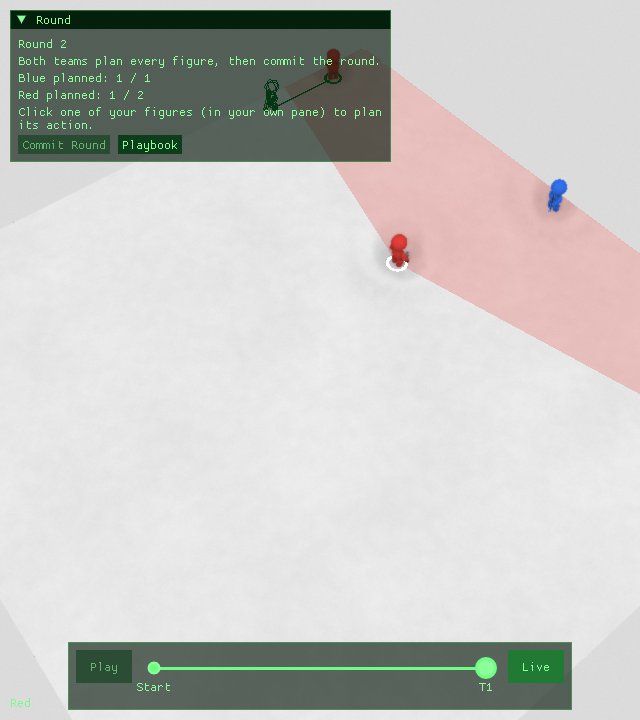 Round
Round 2
Both teams plan every figure, then commit the round.
Blue planned: 1 / 1
Red planned: 1 / 2
Click one of your figures (in your own pane) to plan
its action.
Commit Round Playbook
Play
Start
T1
Live
Red